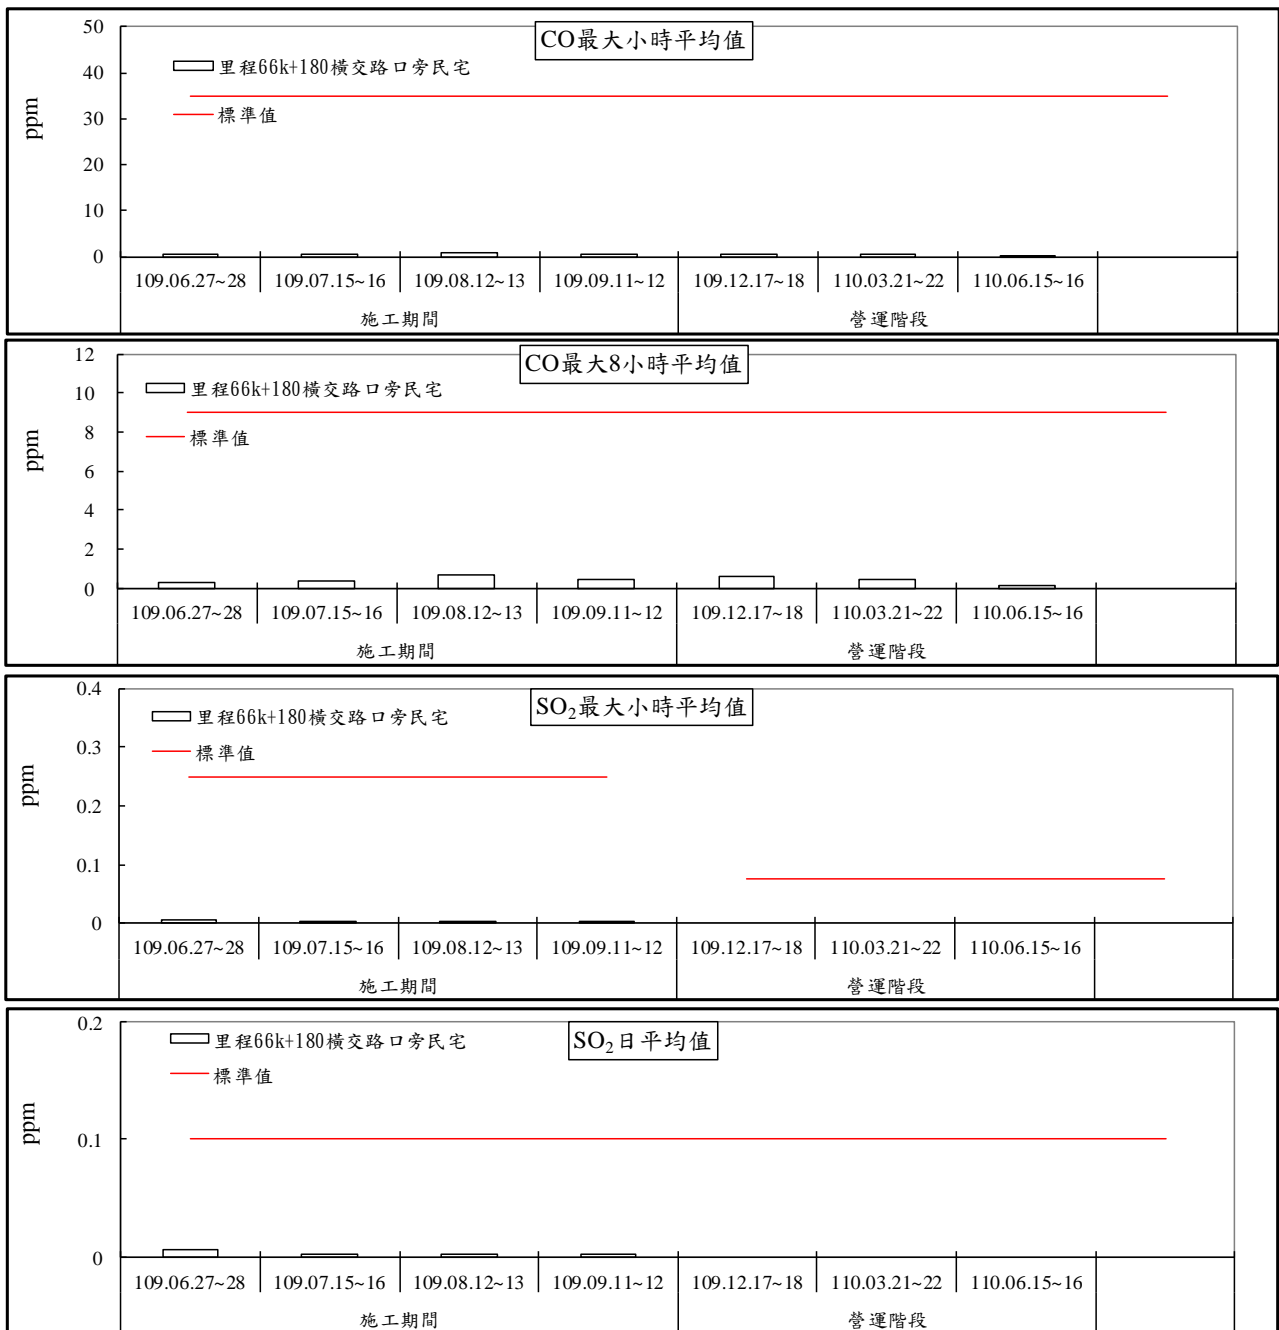 CO最大小時平均值
50
里程66k+180橫交路口旁民宅
40
標準值
30
ppm
20
10
0
109.06.27~28 109.07.15~16 109.08.12~13 109.09.11~12 109.12.17~18 110.03.21~22 110.06.15~16
施工期間 營運階段
CO最大8小時平均值
12
里程66k+180橫交路口旁民宅
10
標準值
8
ppm
6
4
2
0
109.06.27~28 109.07.15~16 109.08.12~13 109.09.11~12 109.12.17~18 110.03.21~22 110.06.15~16
施工期間 營運階段
SO₂最大小時平均值
0.4
里程66k+180橫交路口旁民宅
標準值
0.3
ppm
0.2
0.1
0
109.06.27~28 109.07.15~16 109.08.12~13 109.09.11~12 109.12.17~18 110.03.21~22 110.06.15~16
施工期間 營運階段
SO₂日平均值
0.2
里程66k+180橫交路口旁民宅
標準值
ppm
0.1
0
109.06.27~28 109.07.15~16 109.08.12~13 109.09.11~12 109.12.17~18 110.03.21~22 110.06.15~16
施工期間 營運階段